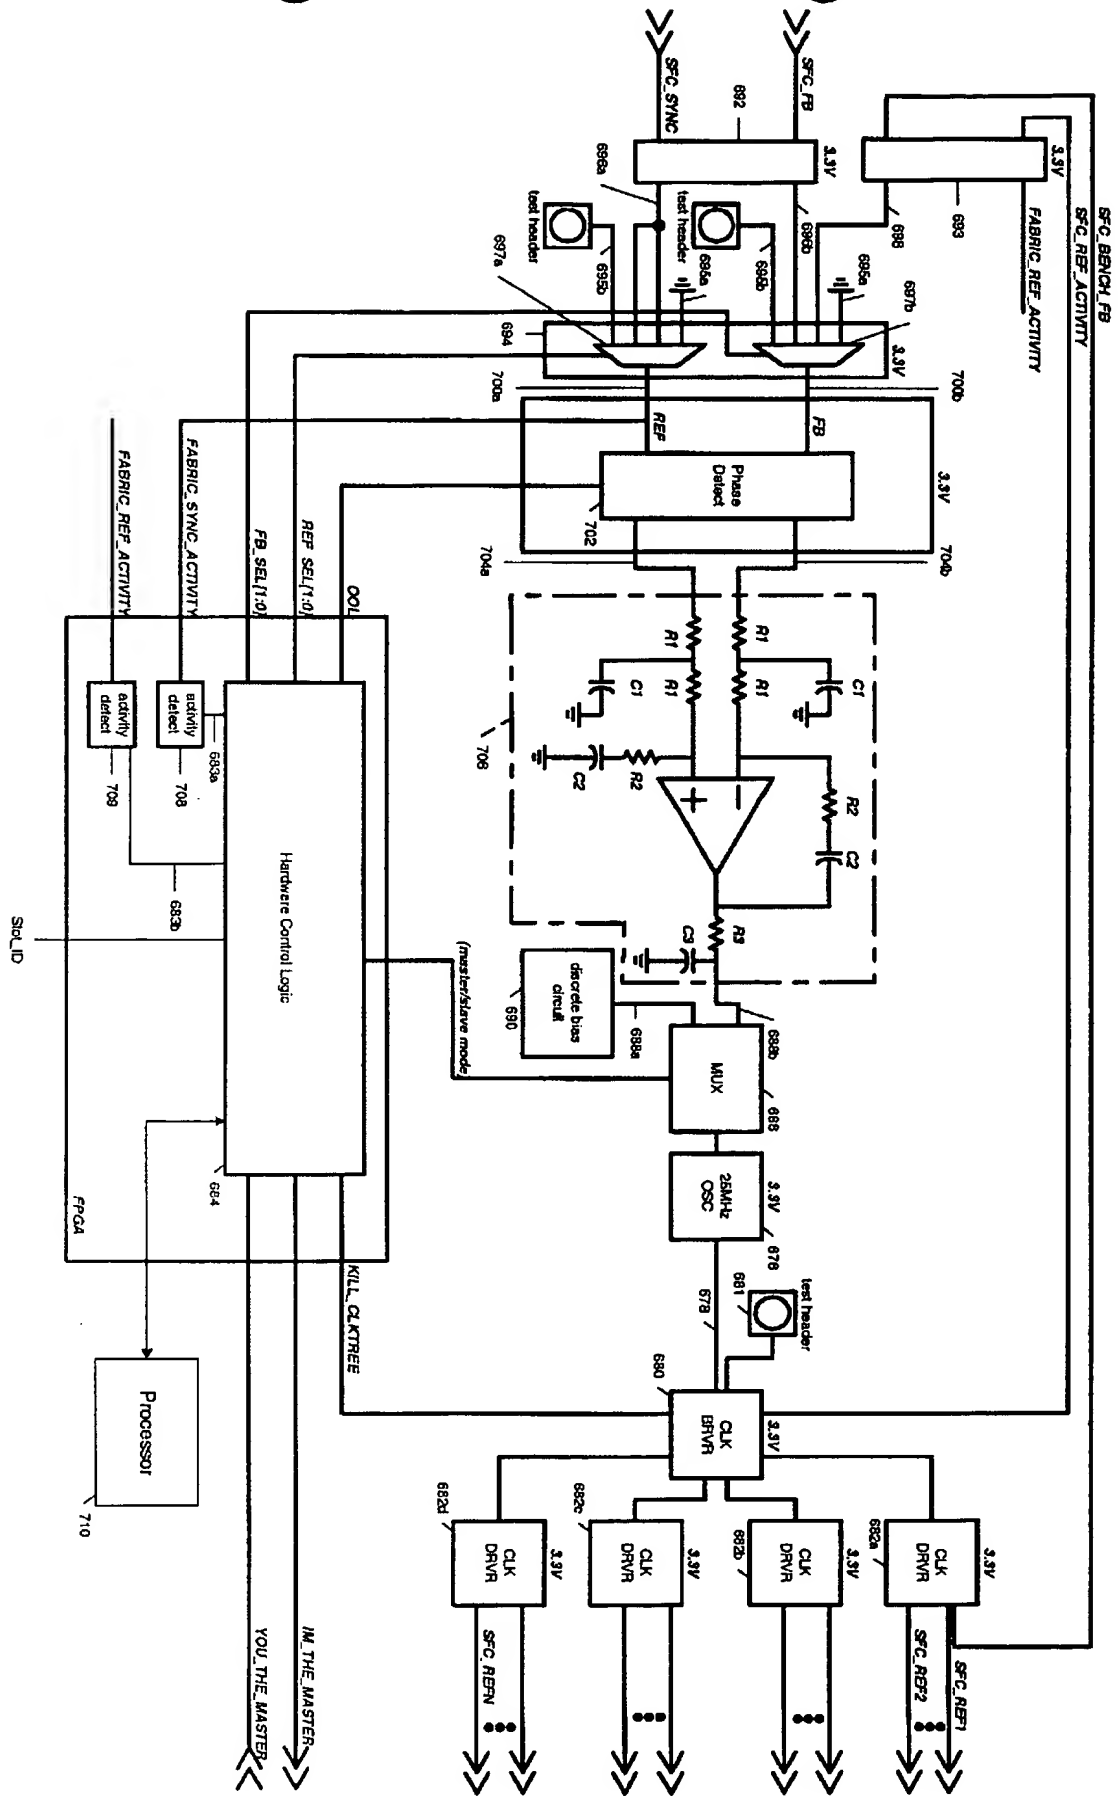 SFC_BENCH_FB
SFC_REF_ACTIVITY
FABRIC_REF_ACTIVITY
3.3V
693
698
SFC_FB
SFC_SYNC
692
3.3V
696a
696b
test header
test header
695b
695b
695a
695a
697a
697b
694
3.3V
700a
700b
REF
FB
3.3V
Phase
Detect
702
704a
704b
R1
R1
R1
R1
C1
C1
R2
C2
R2
C2
706
R3
C3
discrete bias
circuit
690
688a
688b
MUX
(master/slave mode)
3.3V
25MHz
OSC
676
678
test header
681
680
3.3V
CLK
BRVR
3.3V
CLK
DRVR
682a
3.3V
CLK
DRVR
682b
3.3V
CLK
DRVR
682c
3.3V
CLK
DRVR
682d
SFC_REF1
SFC_REF2
SFC_REFN
OOL
REF_SEL[1:0]
FB_SEL[1:0]
FABRIC_SYNC_ACTIVITY
FABRIC_REF_ACTIVITY
activity
detect
708
683a
activity
detect
709
683b
Hardware Control Logic
684
Slot_ID
FPGA
KILL_CLKTREE
IM_THE_MASTER
YOU_THE_MASTER
Processor
710